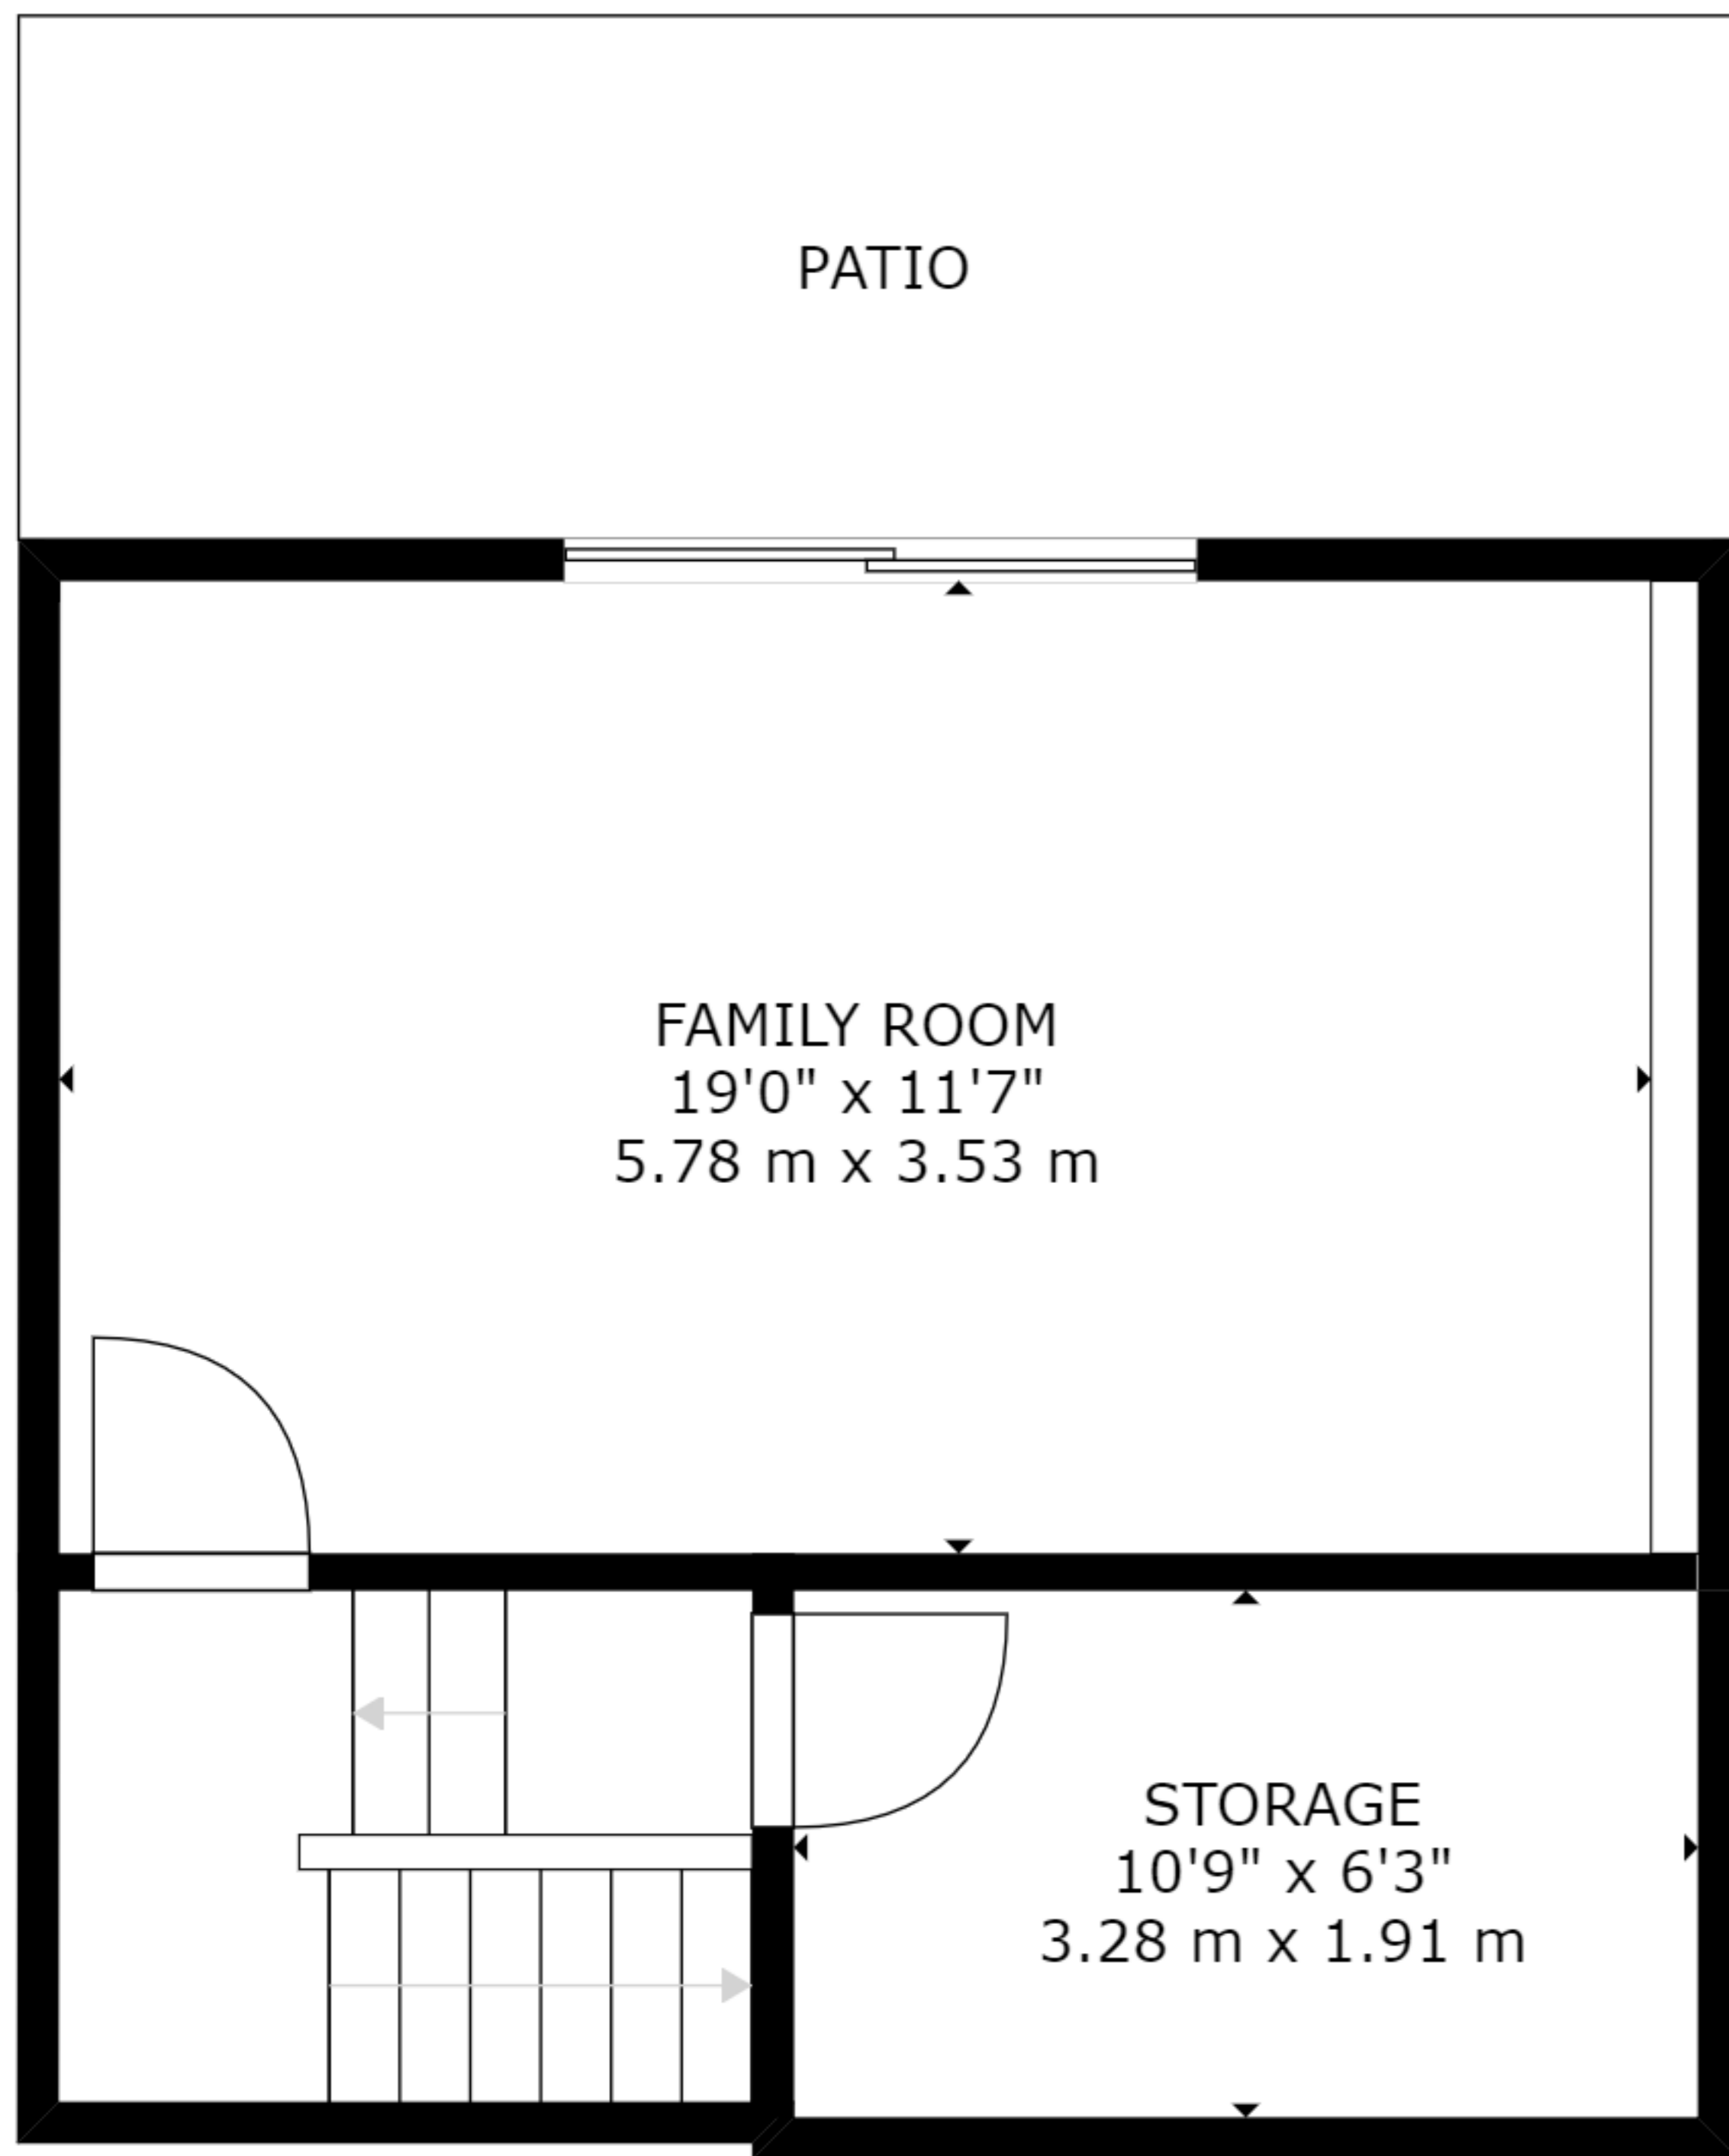 PATIO
FAMILY ROOM
19'0" x 11'7"
5.78 m x 3.53 m
STORAGE
10'9" x 6'3"
3.28 m x 1.91 m